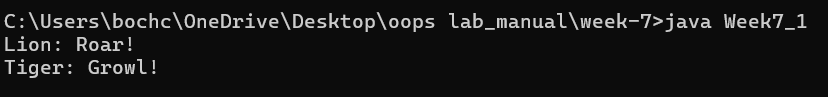 C:\Users\bochc\OneDrive\Desktop\oops lab_manual\week-7>java Week7_1
Lion: Roar!
Tiger: Growl!